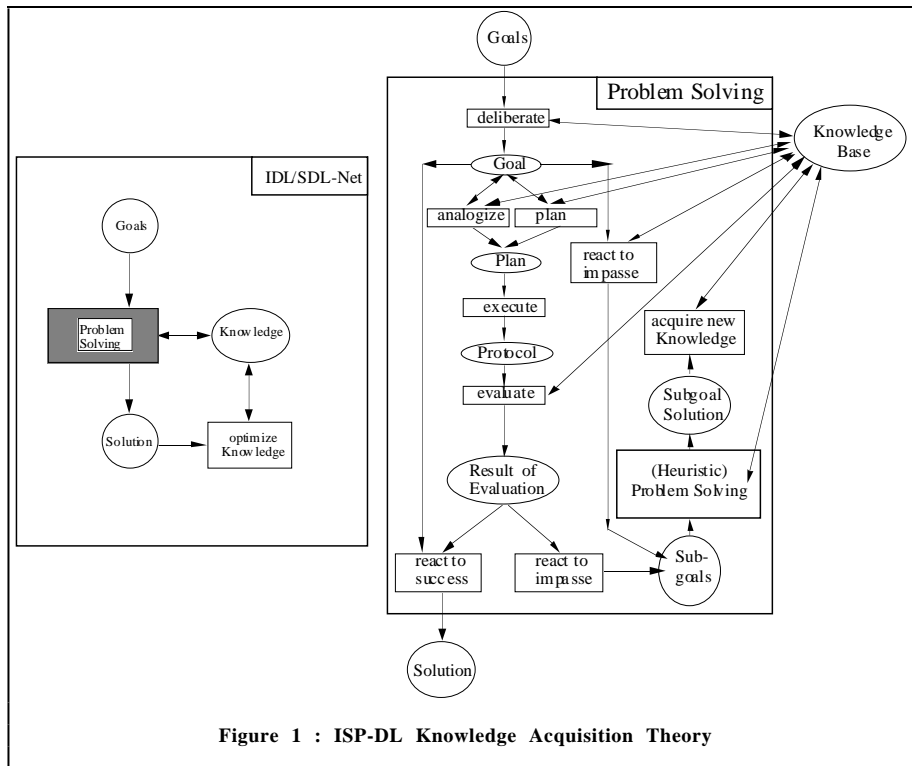 IDL/SDL-Net
Goals
Problem
Solving
Knowledge
Solution
optimize
Knowledge
Goals
Problem Solving
deliberate
Knowledge
Base
Goal
analogize
plan
Plan
react to
impasse
execute
acquire new
Knowledge
Protocol
evaluate
Subgoal
Solution
Result of
Evaluation
(Heuristic)
Problem Solving
react to
success
react to
impasse
Sub-
goals
Solution
Figure 1 : ISP-DL Knowledge Acquisition Theory